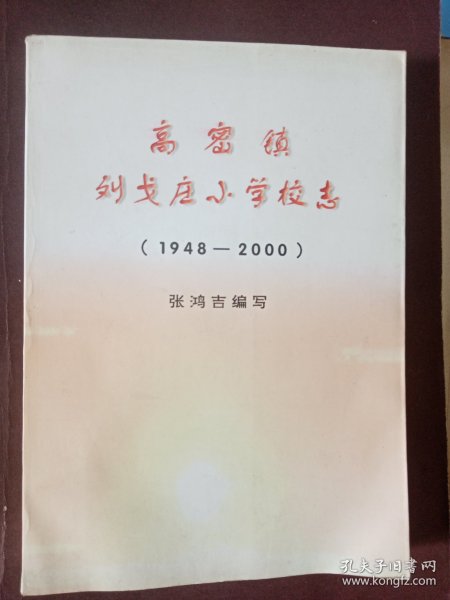 高密镇
列戈庄小学校志
(1948—2000)
张鸿吉编写
孔夫子旧书网
www.kongfz.com